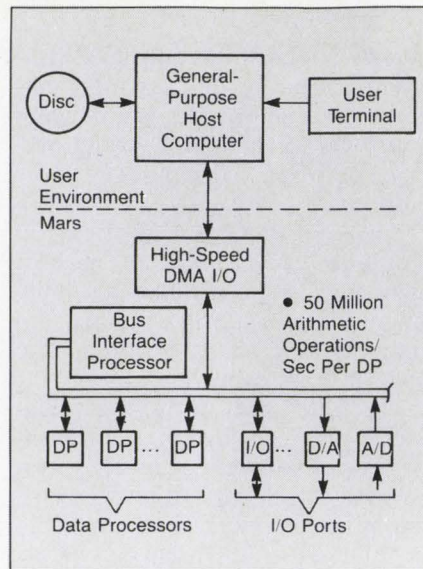 General-
Purpose
Host
Computer
Disc
User
Terminal
User
Environment
Mars
High-Speed
DMA I/O
Bus
Interface
Processor
● 50 Million
Arithmetic
Operations/
Sec Per DP
DP DP ... DP I/O ... D/A A/D
Data Processors I/O Ports